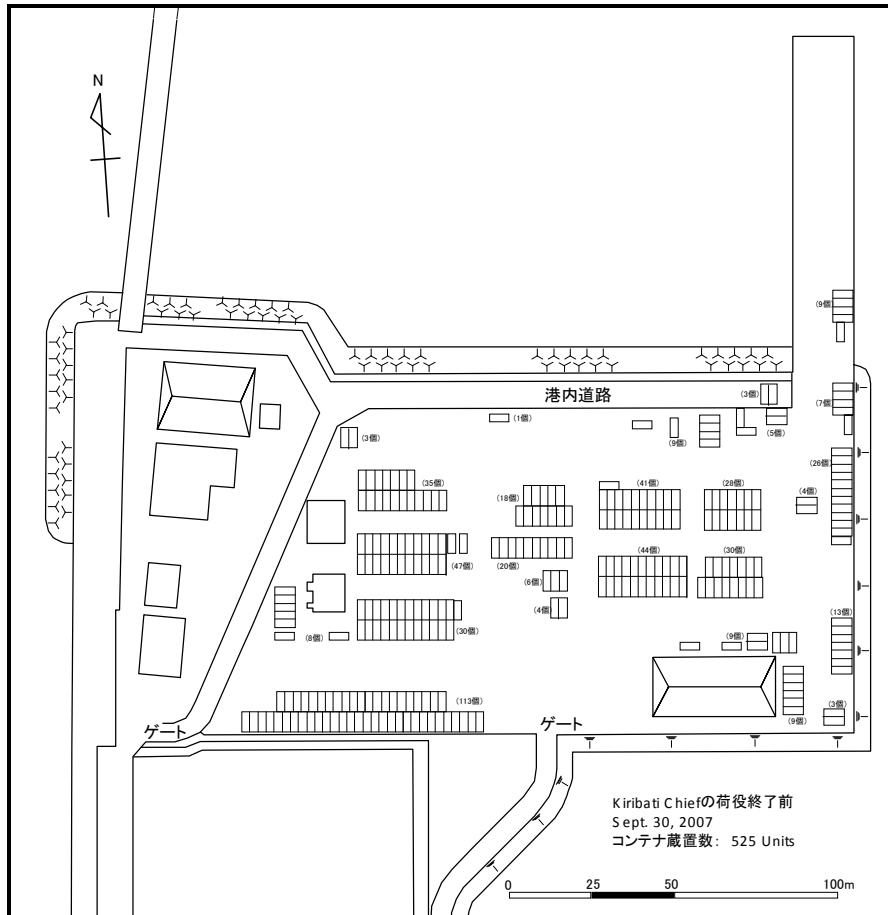 N
(9個)
港内道路
(3個)
(7個)
(1個)
(5個)
(3個)
(9個)
(26個)
(35個)
(18個)
(41個)
(28個)
(4個)
(47個)
(20個)
(44個)
(30個)
(6個)
(4個)
(30個)
(8個)
(9個)
(13個)
(113個)
(9個)
(3個)
ゲート
ゲート
Kiribati Chiefの荷役終了前
Sept. 30, 2007
コンテナ蔵置数: 525 Units
0 25 50 100m